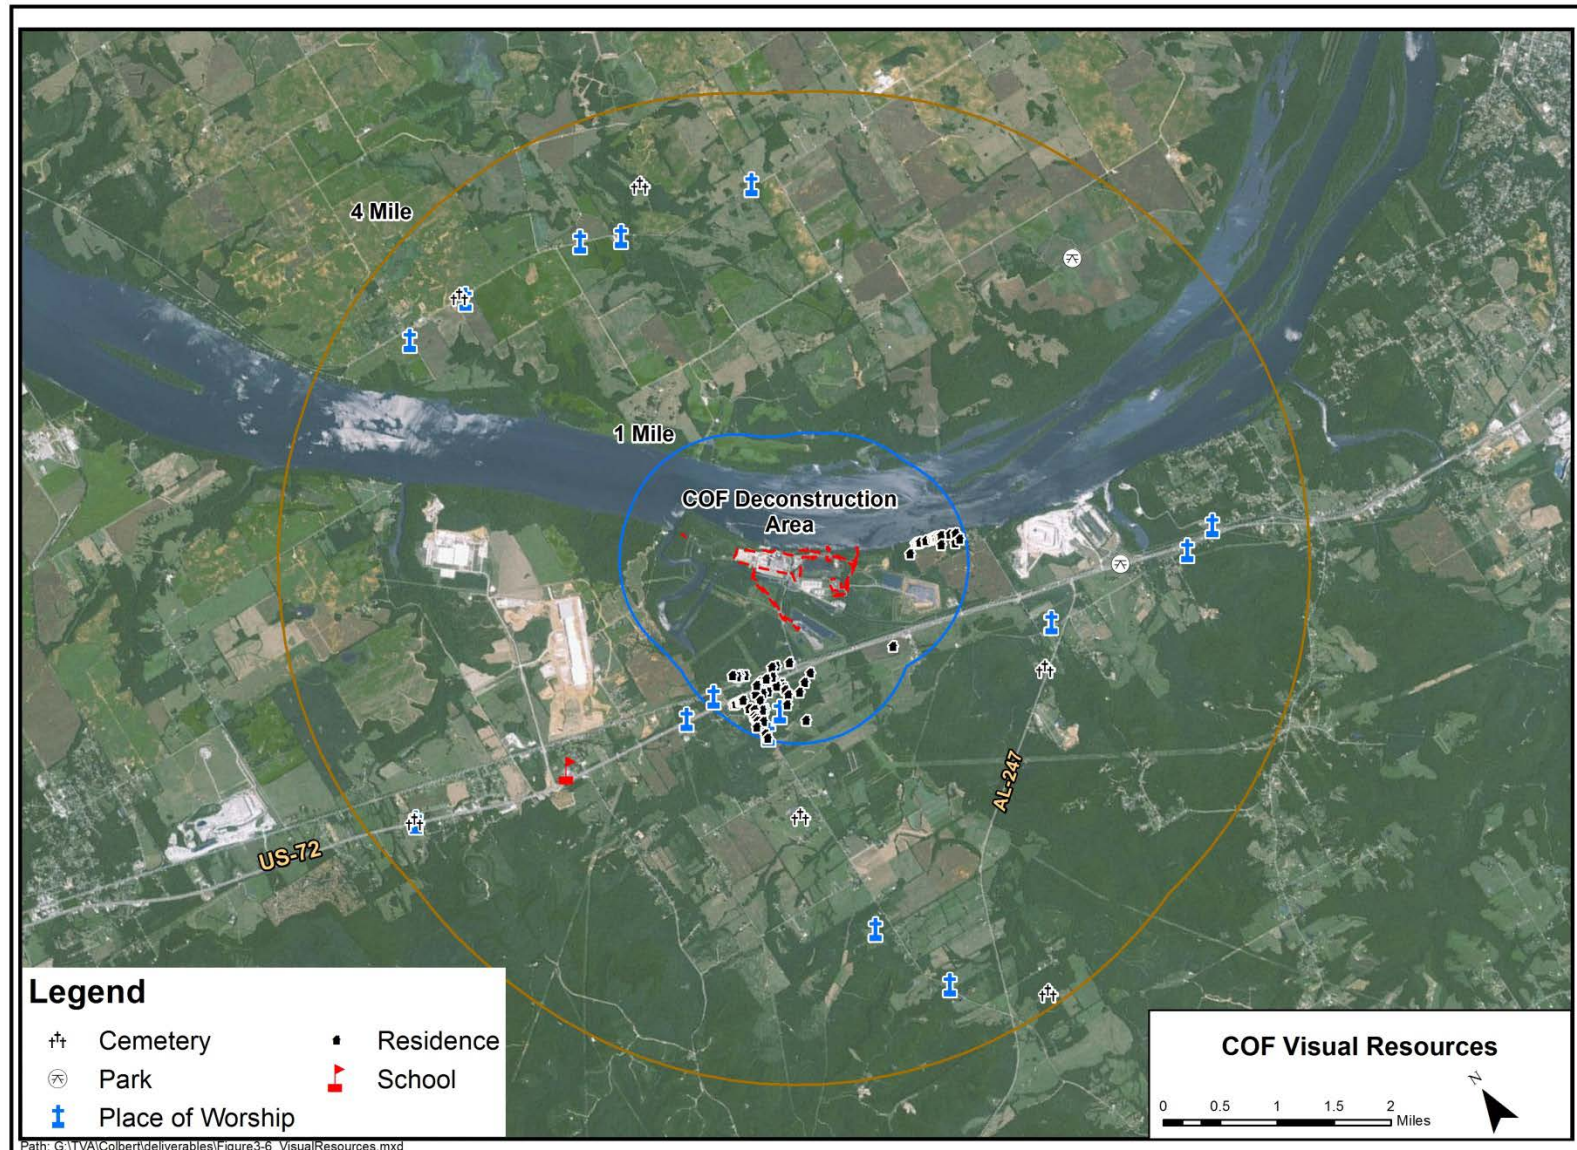 4 Mile
1 Mile
COF Deconstruction
Area
AL-247
US-72
Legend
Cemetery
Park
Place of Worship
Residence
School
COF Visual Resources
N
0 0.5 1 1.5 2
Miles
Path: G:\TVA\Colbert\deliverables\Figure3-6_VisualResources.mxd